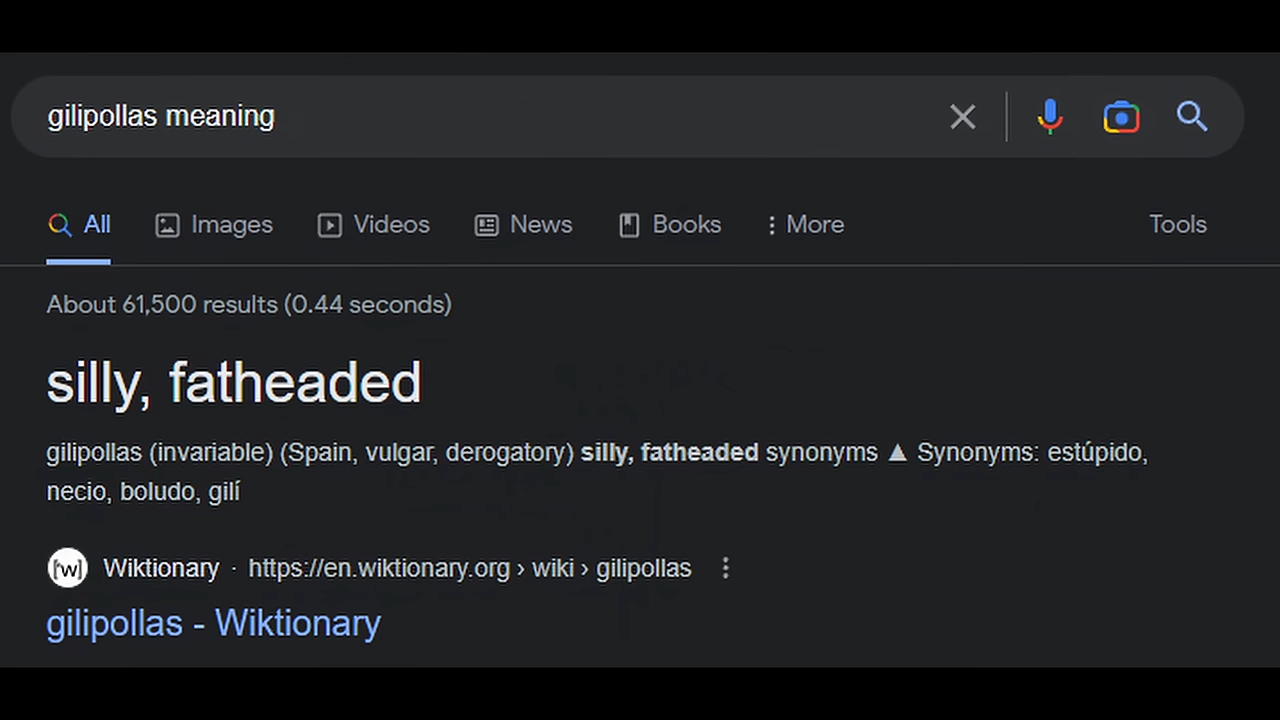 gilipollas meaning
All Images Videos News Books More Tools
About 61,500 results (0.44 seconds)
silly, fatheaded
gilipollas (invariable) (Spain, vulgar, derogatory) silly, fatheaded synonyms ▲ Synonyms: estúpido,
necio, boludo, gilí
[w] Wiktionary · https://en.wiktionary.org › wiki › gilipollas
gilipollas - Wiktionary